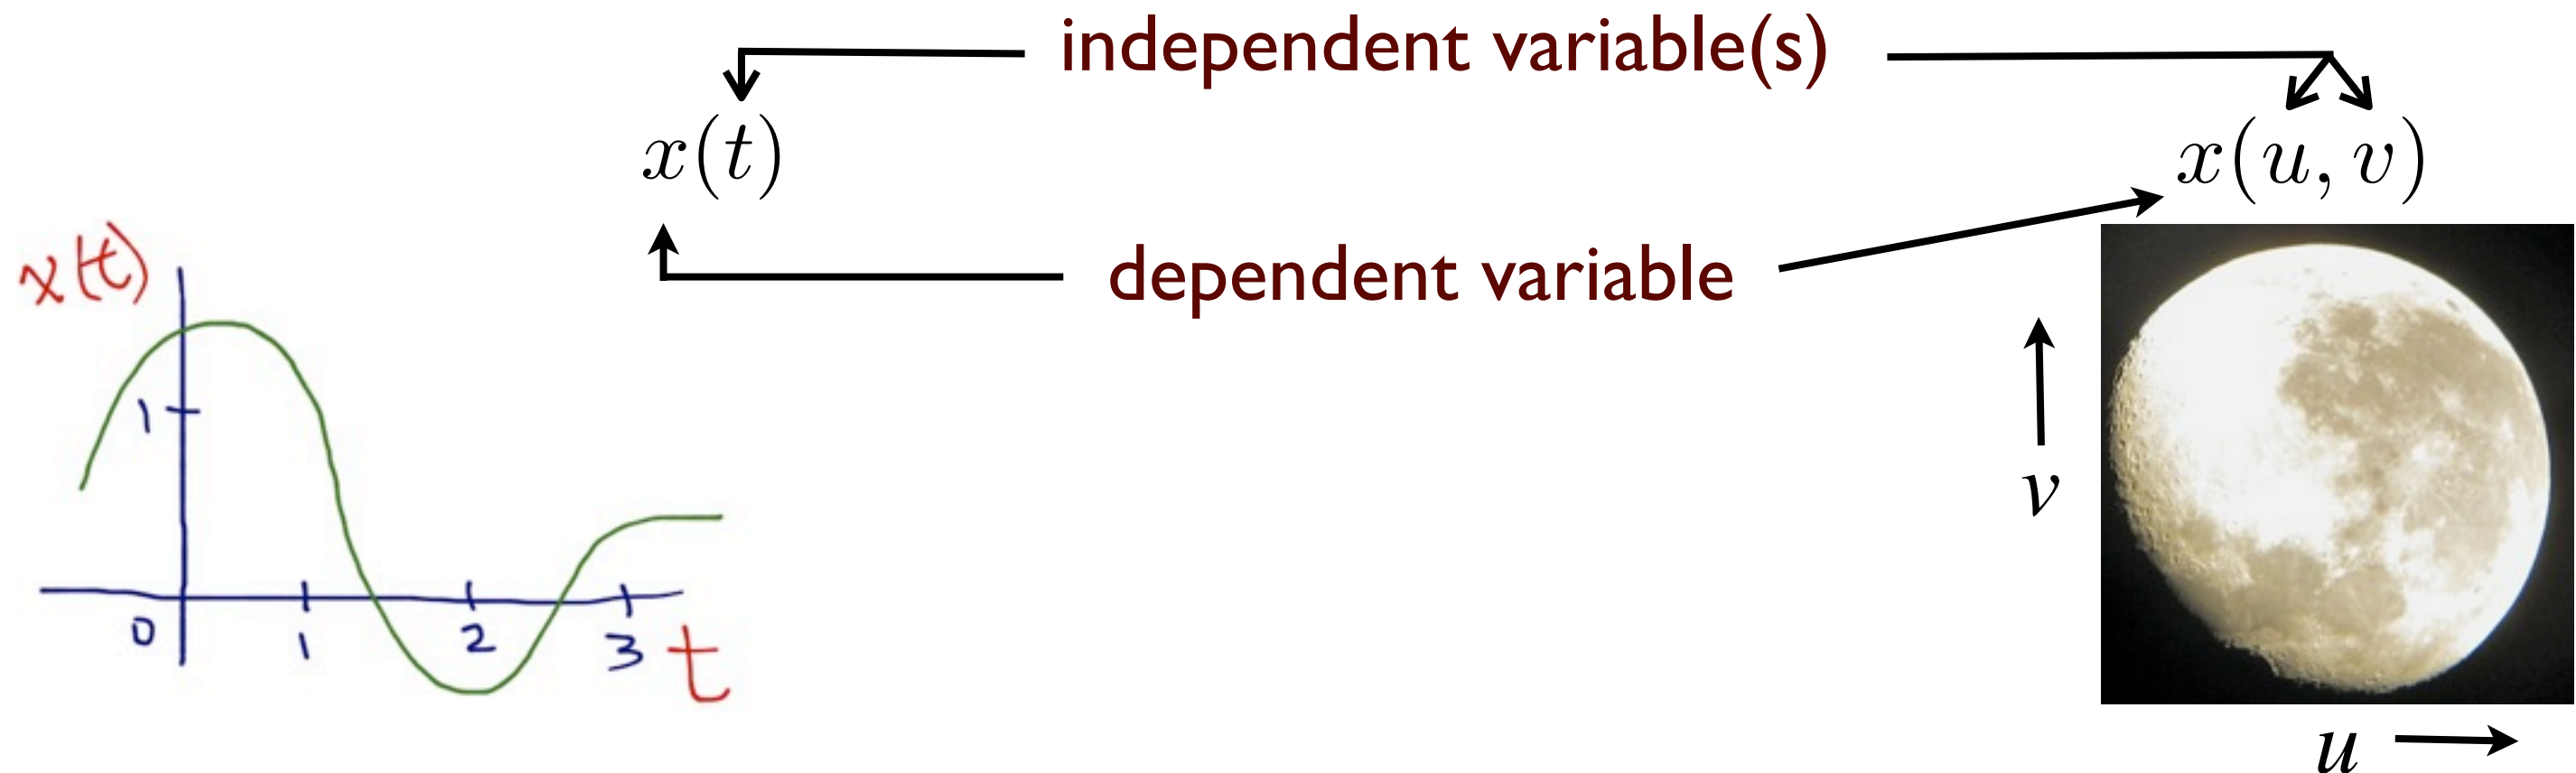 independent variable(s)
x(t)
x(u, v)
dependent variable
x(t)
1
v
0
1
2
3
t
u